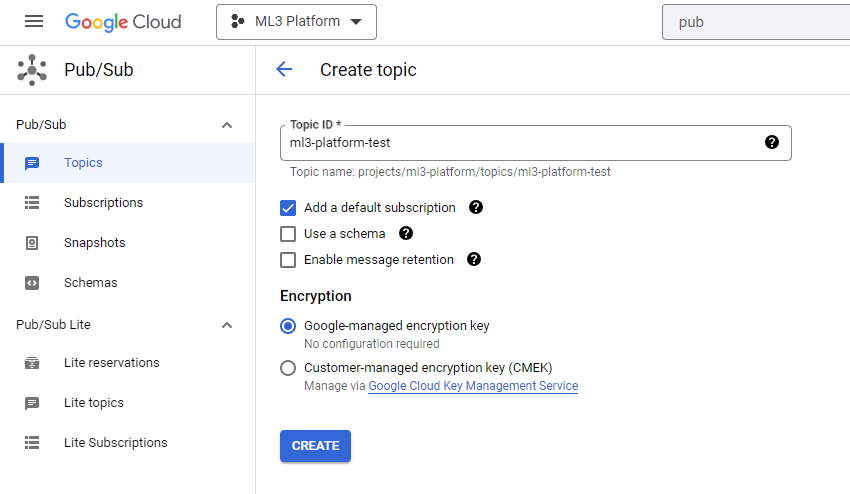 Google Cloud
ML3 Platform
pub
Pub/Sub
Create topic
Pub/Sub
Topics
Subscriptions
Snapshots
Schemas
Pub/Sub Lite
Lite reservations
Lite topics
Lite Subscriptions
Topic ID *
ml3-platform-test
Topic name: projects/ml3-platform/topics/ml3-platform-test
Add a default subscription
Use a schema
Enable message retention
Encryption
Google-managed encryption key
No configuration required
Customer-managed encryption key (CMEK)
Manage via Google Cloud Key Management Service
CREATE